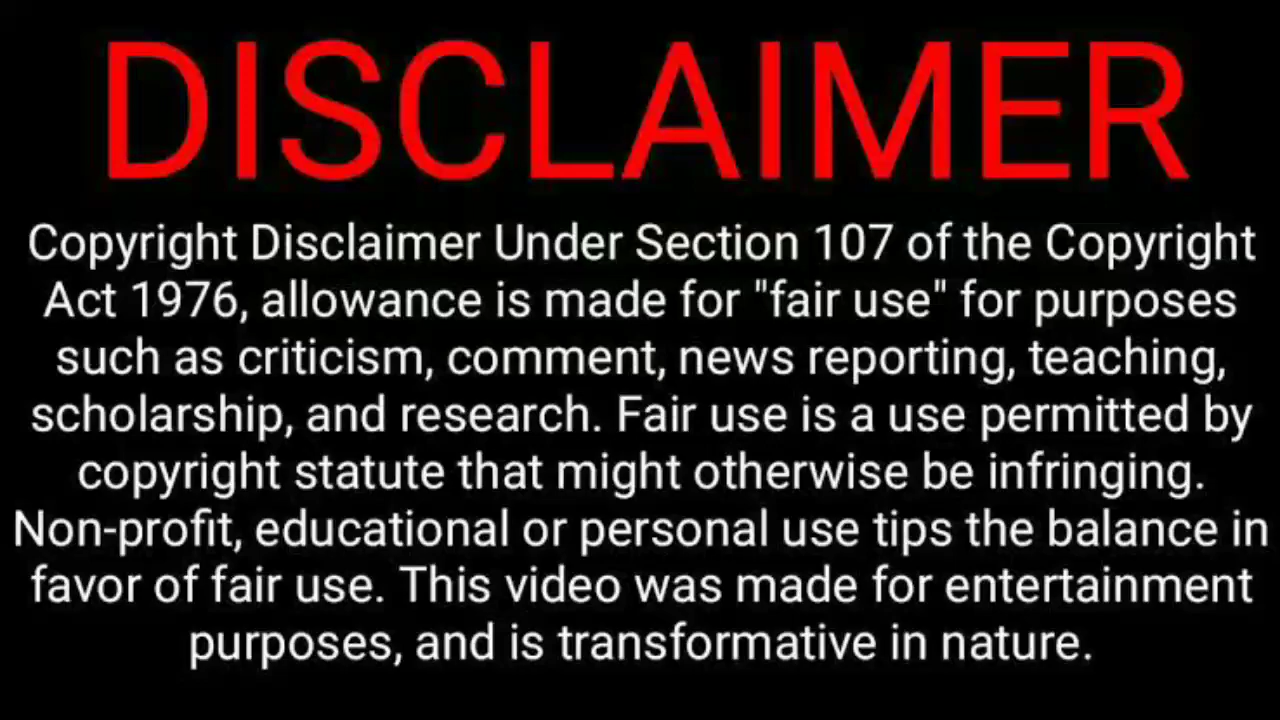 DISCLAIMER
Copyright Disclaimer Under Section 107 of the Copyright
Act 1976, allowance is made for "fair use" for purposes
such as criticism, comment, news reporting, teaching,
scholarship, and research. Fair use is a use permitted by
copyright statute that might otherwise be infringing.
Non-profit, educational or personal use tips the balance in
favor of fair use. This video was made for entertainment
purposes, and is transformative in nature.